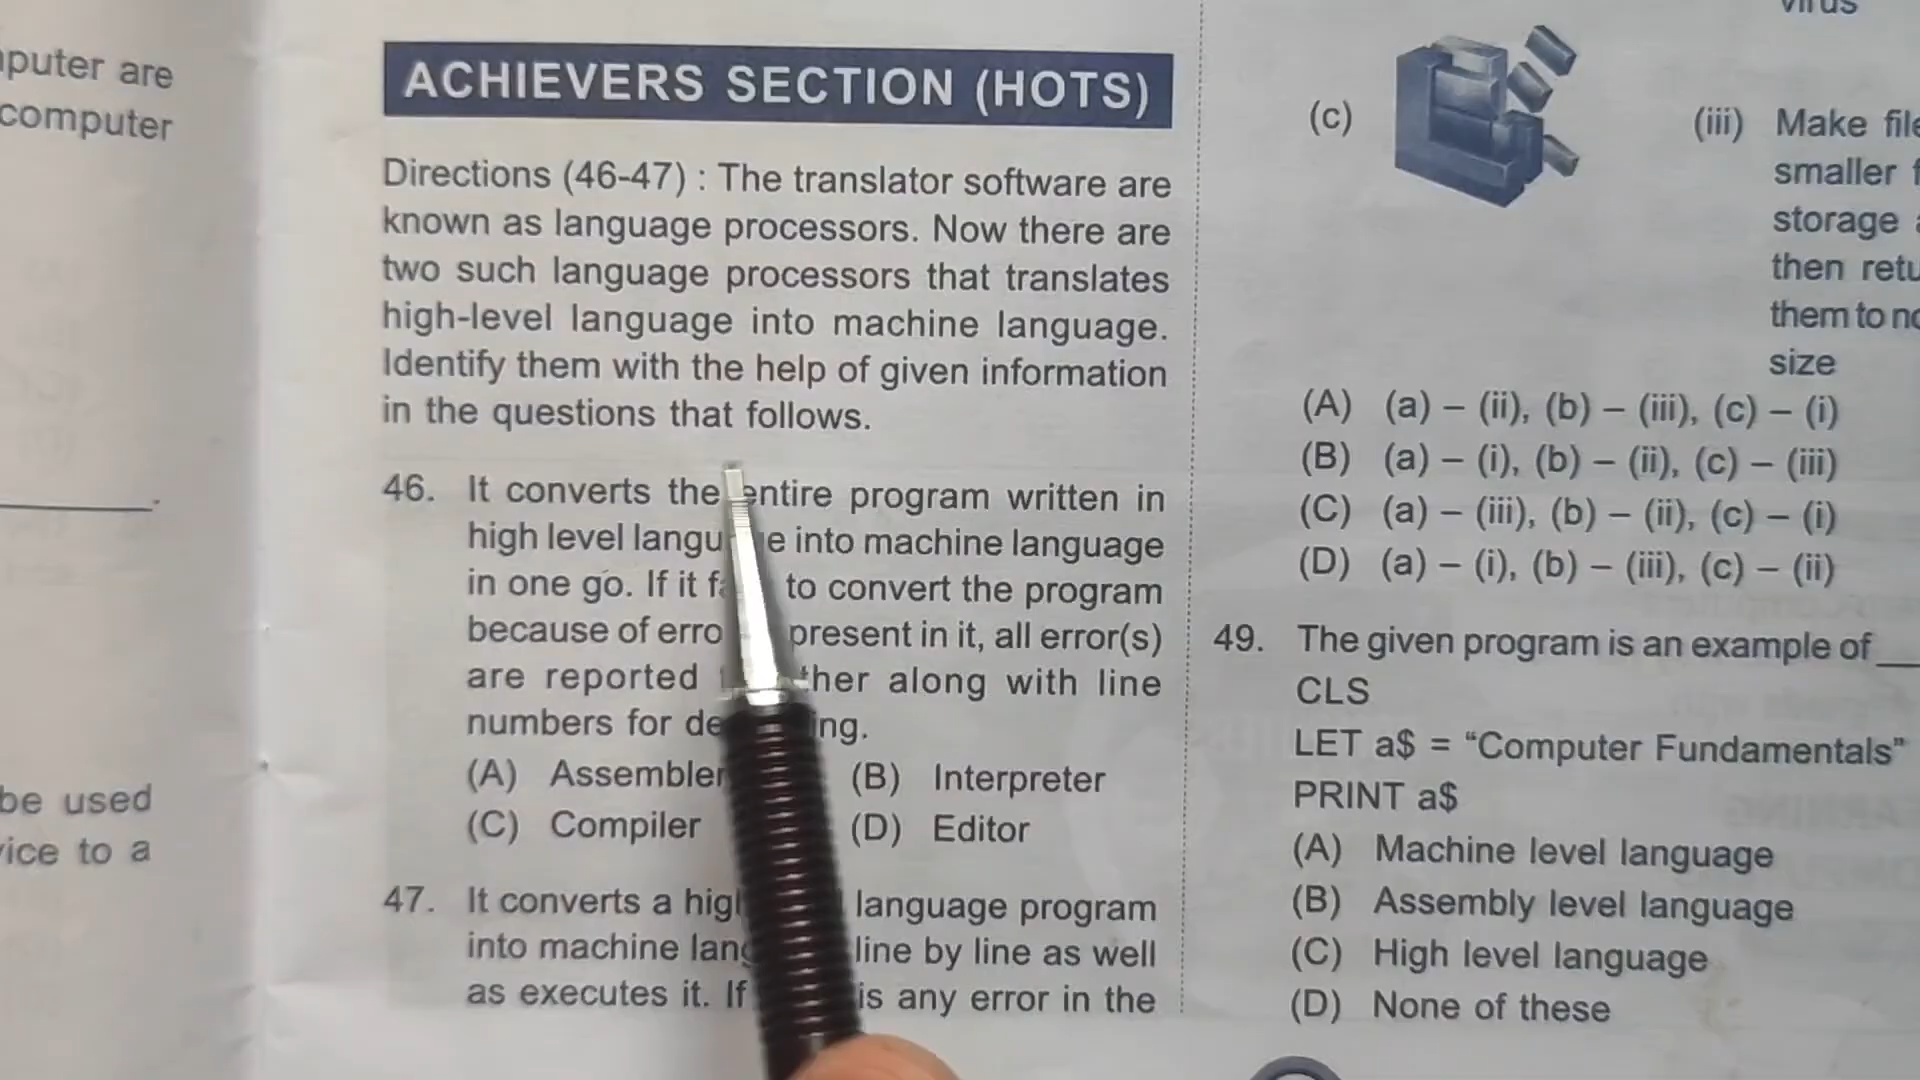 puter are
computer
be used
ice to a
ACHIEVERS SECTION (HOTS)
Directions (46-47) : The translator software are
known as language processors. Now there are
two such language processors that translates
high-level language into machine language.
Identify them with the help of given information
in the questions that follows.
46. It converts the entire program written in
high level langu e into machine language
in one go. If it f to convert the program
because of erro present in it, all error(s)
are reported ther along with line
numbers for de ing.
(A) Assembler (B) Interpreter
(C) Compiler (D) Editor
47. It converts a hig language program
into machine lang line by line as well
as executes it. If is any error in the
virus
(c) (iii) Make file
smaller f
storage a
then retu
them to no
size
(A) (a) – (ii), (b) – (iii), (c) – (i)
(B) (a) – (i), (b) – (ii), (c) – (iii)
(C) (a) – (iii), (b) – (ii), (c) – (i)
(D) (a) – (i), (b) – (iii), (c) – (ii)
49. The given program is an example of __
CLS
LET a$ = “Computer Fundamentals”
PRINT a$
(A) Machine level language
(B) Assembly level language
(C) High level language
(D) None of these